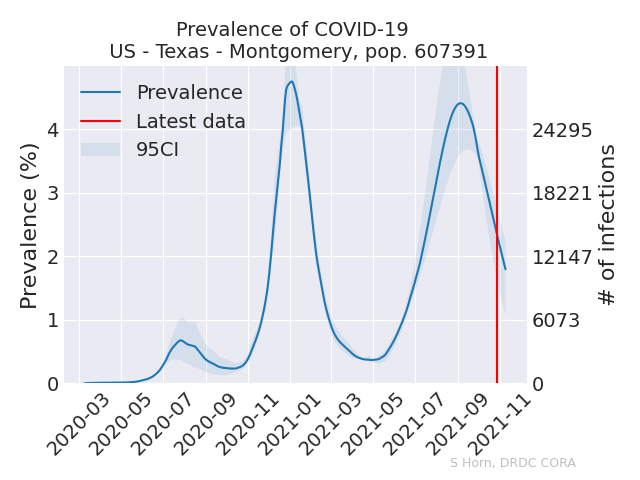 Prevalence of COVID-19
US - Texas - Montgomery, pop. 607391
Prevalence
Latest data
95CI
Prevalence (%)
4
3
2
1
0
24295
18221
12147
6073
0
# of infections
2020-03
2020-05
2020-07
2020-09
2020-11
2021-01
2021-03
2021-05
2021-07
2021-09
2021-11
S Horn, DRDC CORA